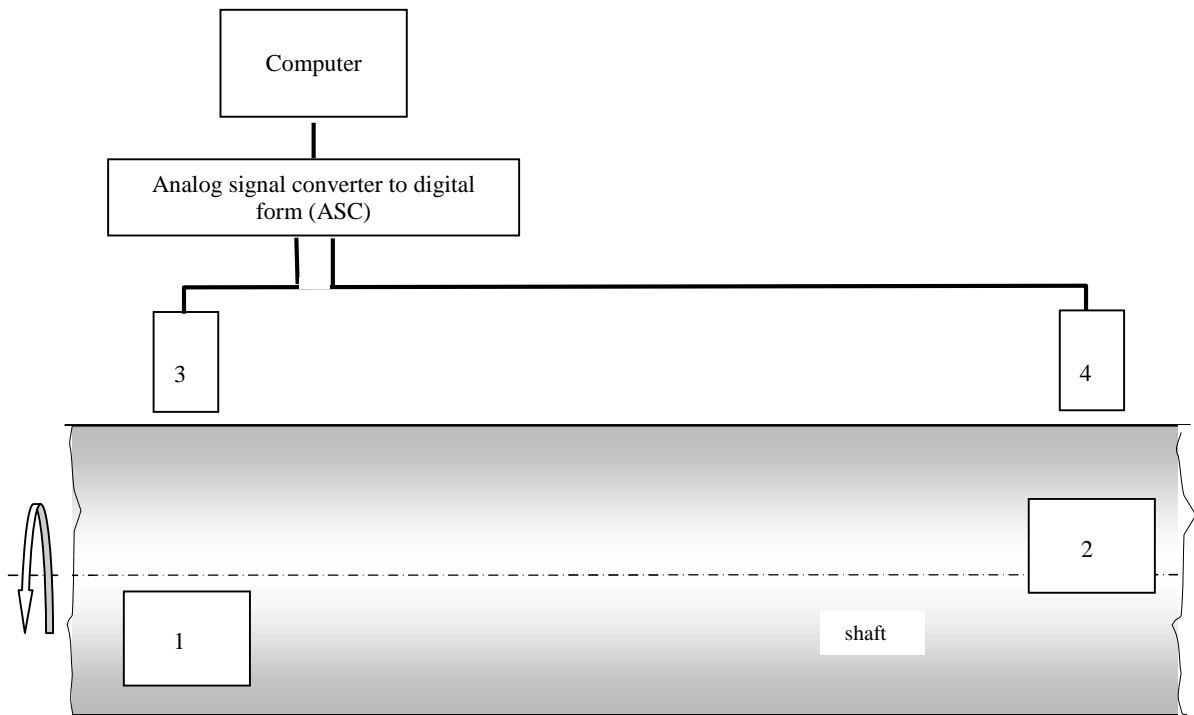 Computer
Analog signal converter to digital
form (ASC)
3
4
2
1
shaft